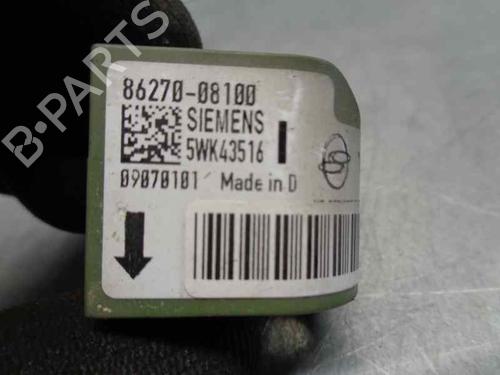 86270-08100
SIEMENS
5WK43516
09070101 Made in D
B-PARTS